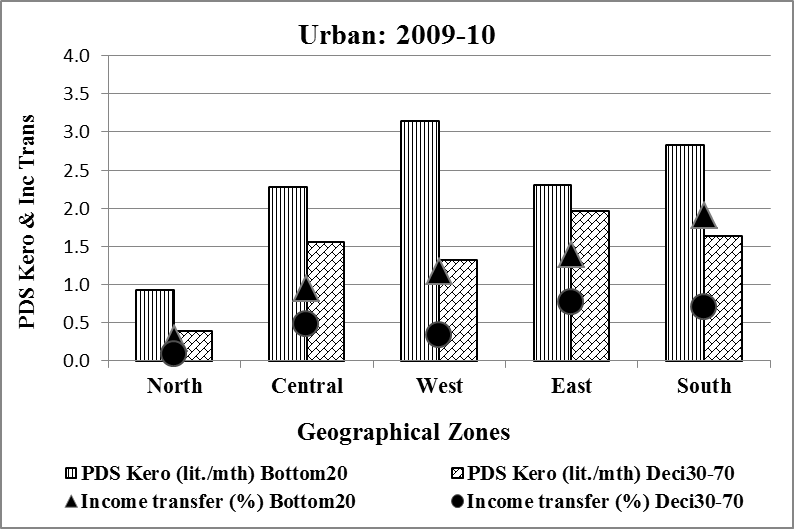 Urban: 2009-10
PDS Kero & Inc Trans
4.0
3.5
3.0
2.5
2.0
1.5
1.0
0.5
0.0
North Central West East South
Geographical Zones
PDS Kero (lit./mth) Bottom20 PDS Kero (lit./mth) Deci30-70
Income transfer (%) Bottom20 Income transfer (%) Deci30-70